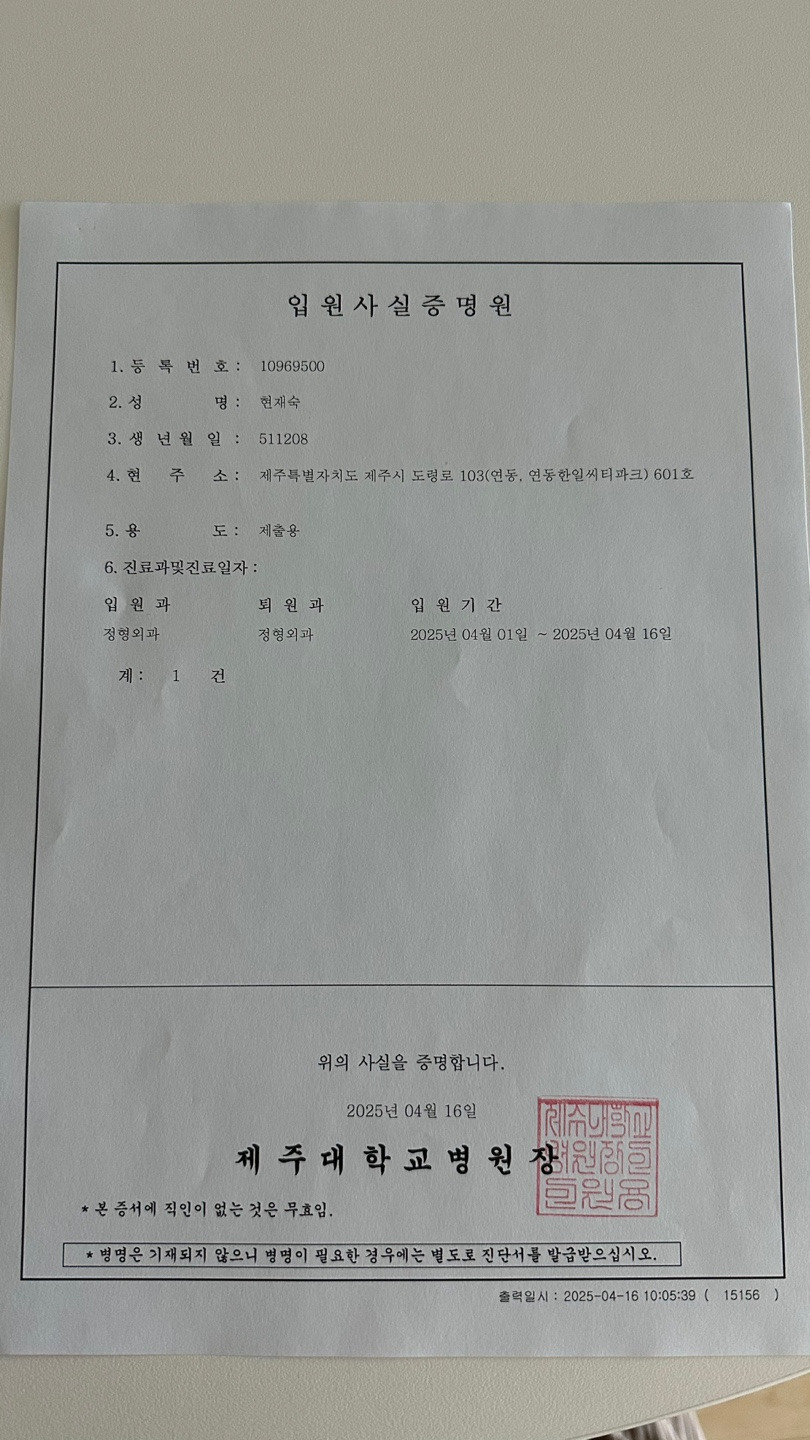 입원사실증명원
1. 등 록 번 호 : 10969500
2. 성 명 : 현재숙
3. 생 년 월 일 : 511208
4. 현 주 소 : 제주특별자치도 제주시 도령로 103(연동, 연동한일씨티파크) 601호
5. 용 도 : 제출용
6. 진료과및진료일자 :
입 원 과 퇴 원 과 입 원 기 간
정형외과 정형외과 2025년 04월 01일 ~ 2025년 04월 16일
계 : 1 건
위의 사실을 증명합니다.
2025년 04월 16일
제 주 대 학 교 병 원 장
* 본 증서에 직인이 없는 것은 무효임.
* 병명은 기재되지 않으니 병명이 필요한 경우에는 별도로 진단서를 발급받으십시오.
출력일시 : 2025-04-16 10:05:39 ( 15156 )